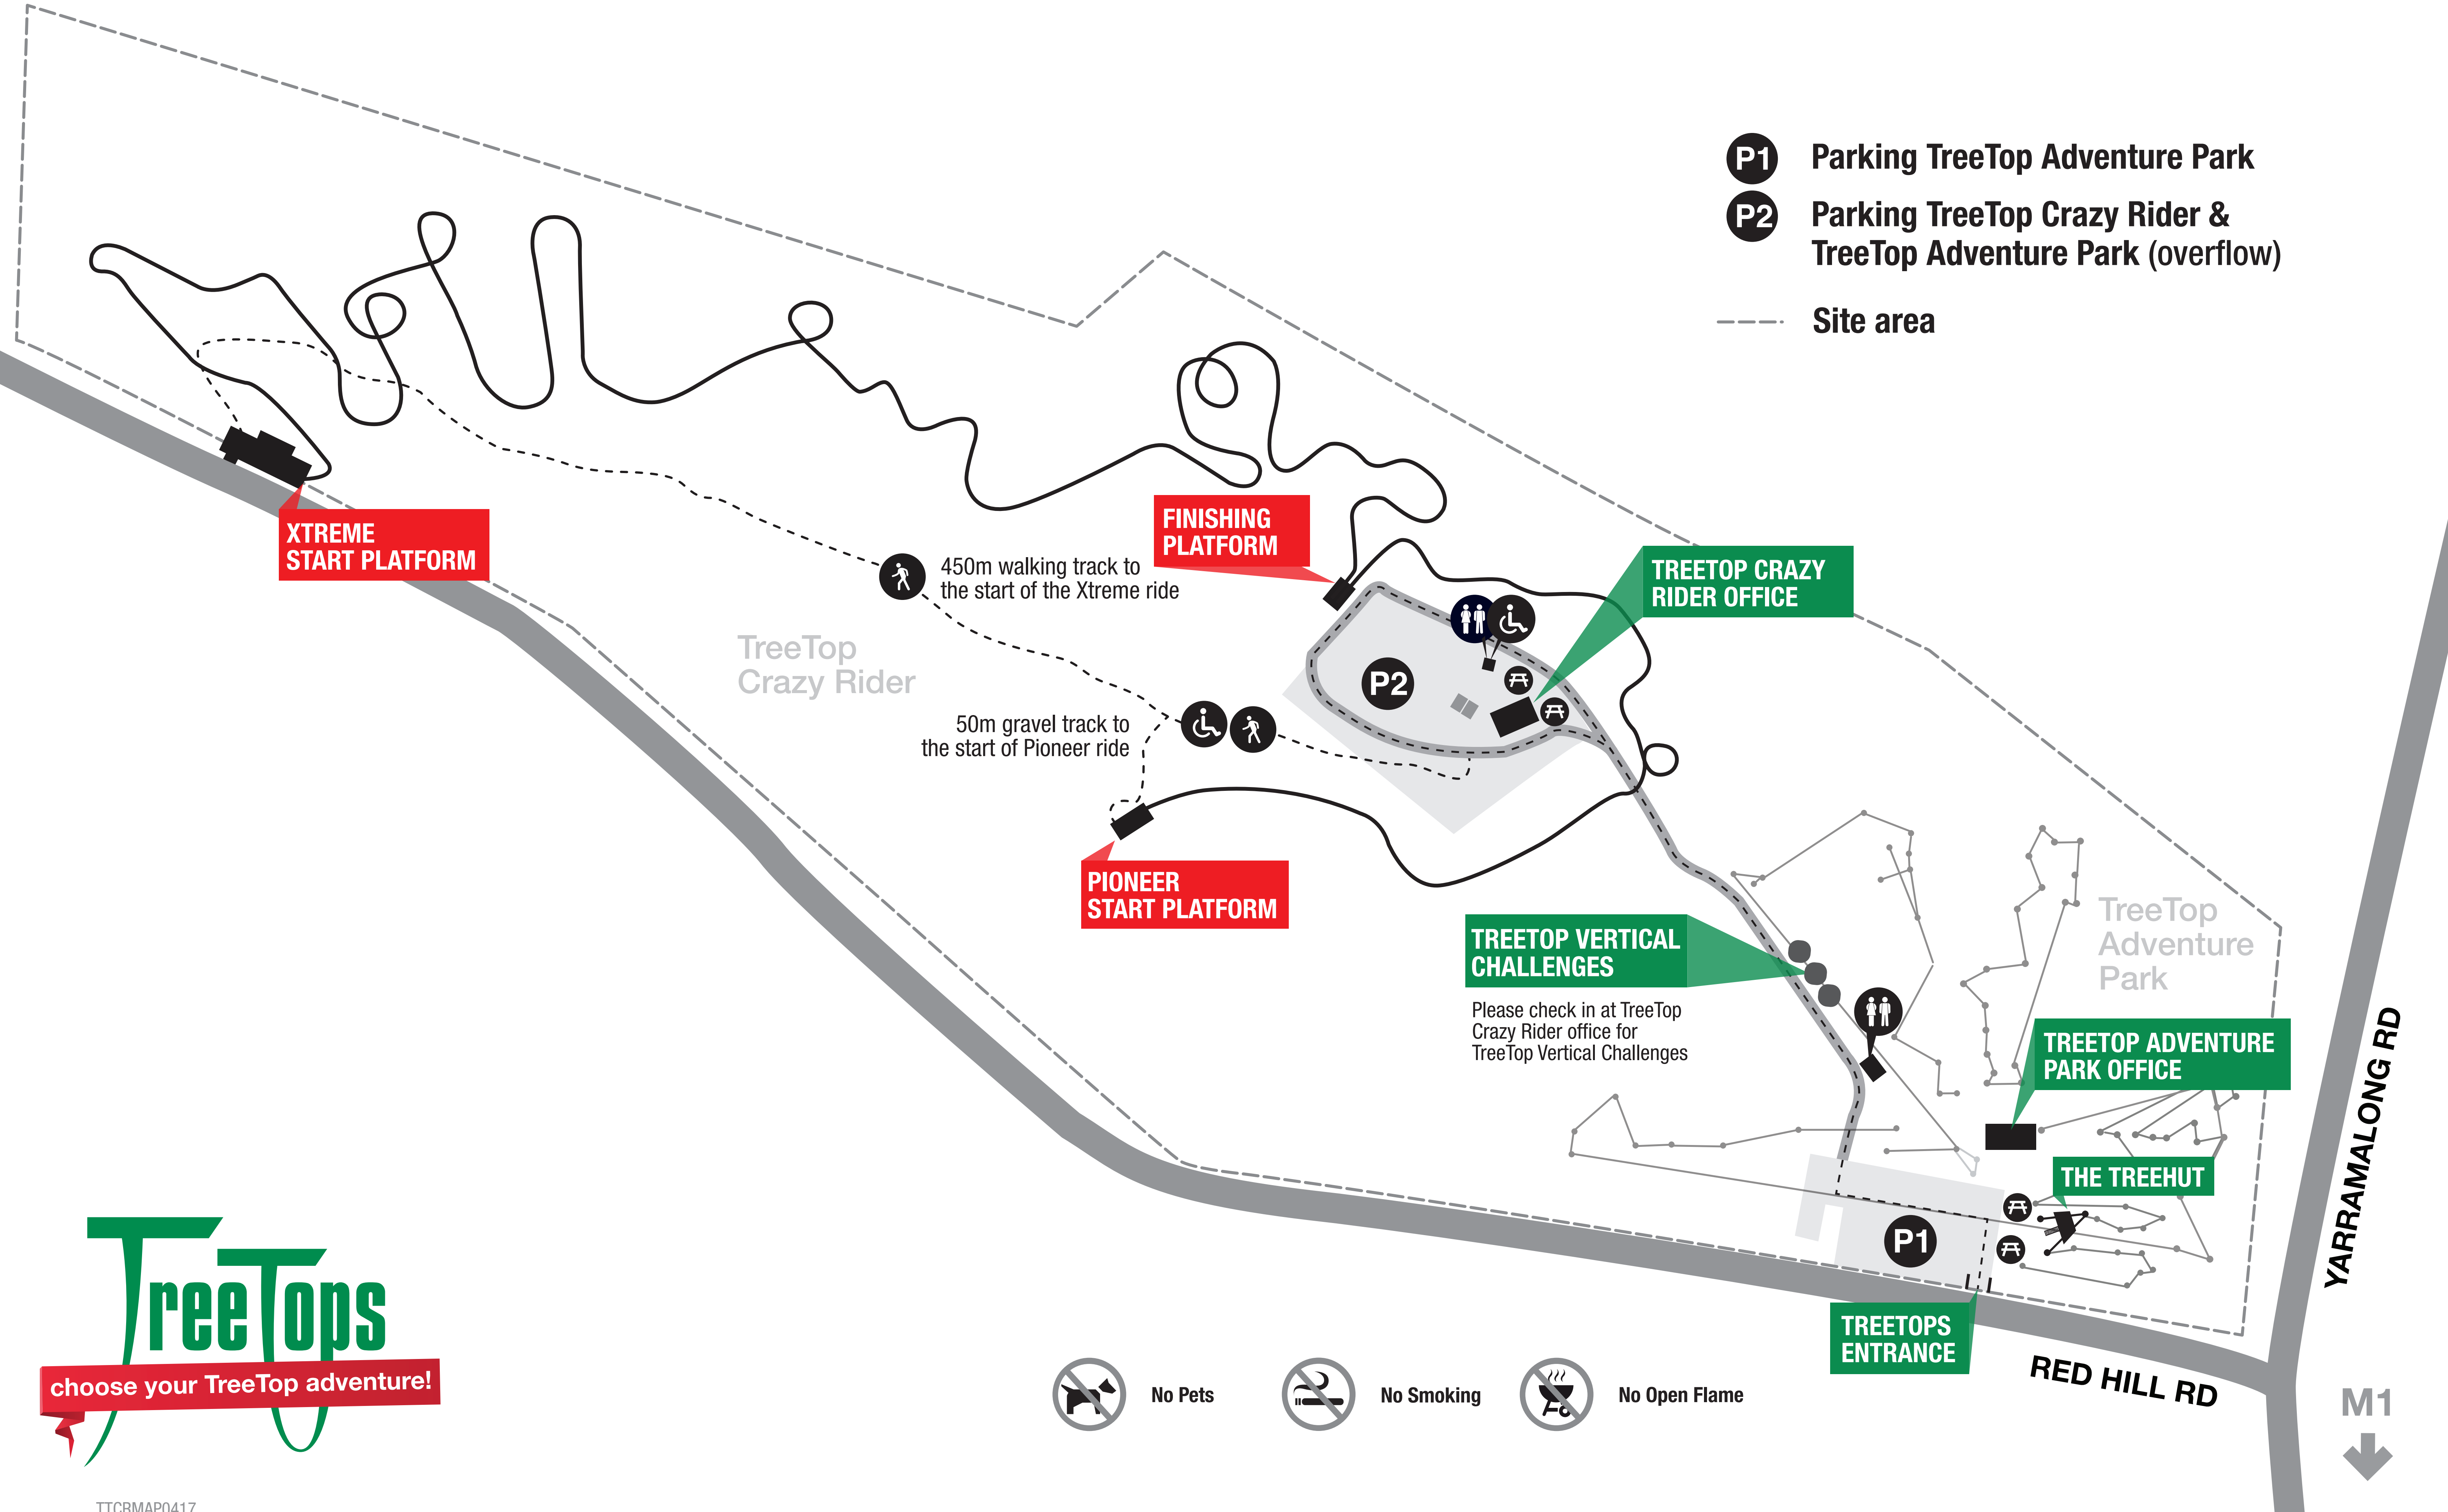 P1 Parking TreeTop Adventure Park
P2 Parking TreeTop Crazy Rider &
TreeTop Adventure Park (overflow)
Site area
XTREME
START PLATFORM
FINISHING
PLATFORM
450m walking track to
the start of the Xtreme ride
TREETOP CRAZY
RIDER OFFICE
TreeTop
Crazy Rider
P2
50m gravel track to
the start of Pioneer ride
PIONEER
START PLATFORM
TREETOP VERTICAL
CHALLENGES
Please check in at TreeTop
Crazy Rider office for
TreeTop Vertical Challenges
TreeTop
Adventure
Park
TREETOP ADVENTURE
PARK OFFICE
THE TREEHUT
P1
TREETOPS
ENTRANCE
YARRAMALONG RD
RED HILL RD
M1
TreeTops
choose your TreeTop adventure!
No Pets
No Smoking
No Open Flame
TTCRMAP0417